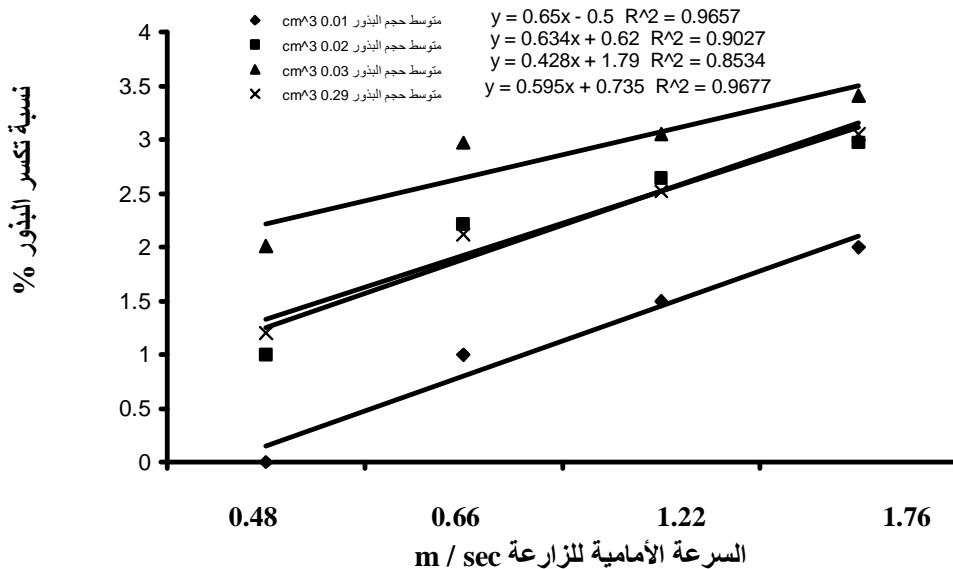 متوسط حجم البذور 0.01 cm^3 y = 0.65x - 0.5 R^2 = 0.9657
متوسط حجم البذور 0.02 cm^3 y = 0.634x + 0.62 R^2 = 0.9027
متوسط حجم البذور 0.03 cm^3 y = 0.428x + 1.79 R^2 = 0.8534
متوسط حجم البذور 0.29 cm^3 y = 0.595x + 0.735 R^2 = 0.9677
نسبة تكسر البذور %
4
3.5
3
2.5
2
1.5
1
0.5
0
0.48 0.66 1.22 1.76
السرعة الأمامية للزارعة m / sec